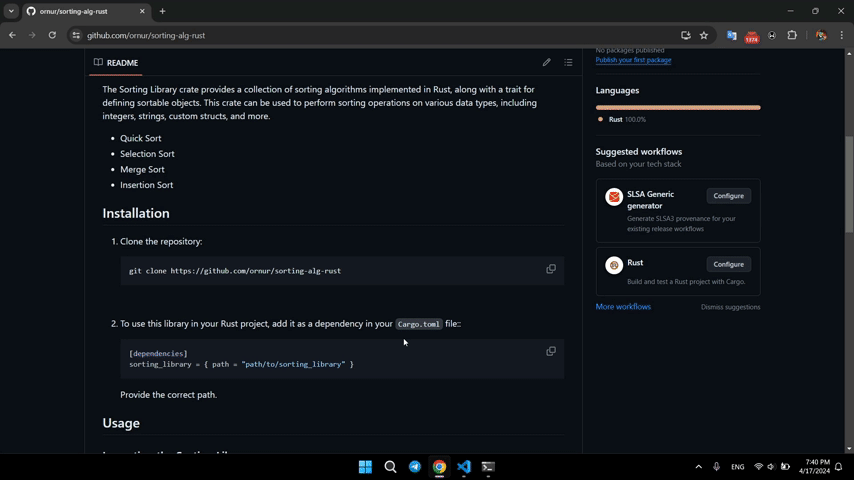 ornur/sorting-alg-rust
github.com/ornur/sorting-alg-rust
1278
README
The Sorting Library crate provides a collection of sorting algorithms implemented in Rust, along with a trait for
defining sortable objects. This crate can be used to perform sorting operations on various data types, including
integers, strings, custom structs, and more.
Quick Sort
Selection Sort
Merge Sort
Insertion Sort
Installation
1. Clone the repository:
git clone https://github.com/ornur/sorting-alg-rust
2. To use this library in your Rust project, add it as a dependency in your Cargo.toml file::
[dependencies]
sorting_library = { path = "path/to/sorting_library" }
Provide the correct path.
Usage
No packages published
Publish your first package
Languages
Rust 100.0%
Suggested workflows
Based on your tech stack
SLSA Generic
generator
Configure
Generate SLSA3 provenance for your
existing release workflows
Rust
Configure
Build and test a Rust project with Cargo.
More workflows
Dismiss suggestions
ENG
7:40 PM
4/17/2024